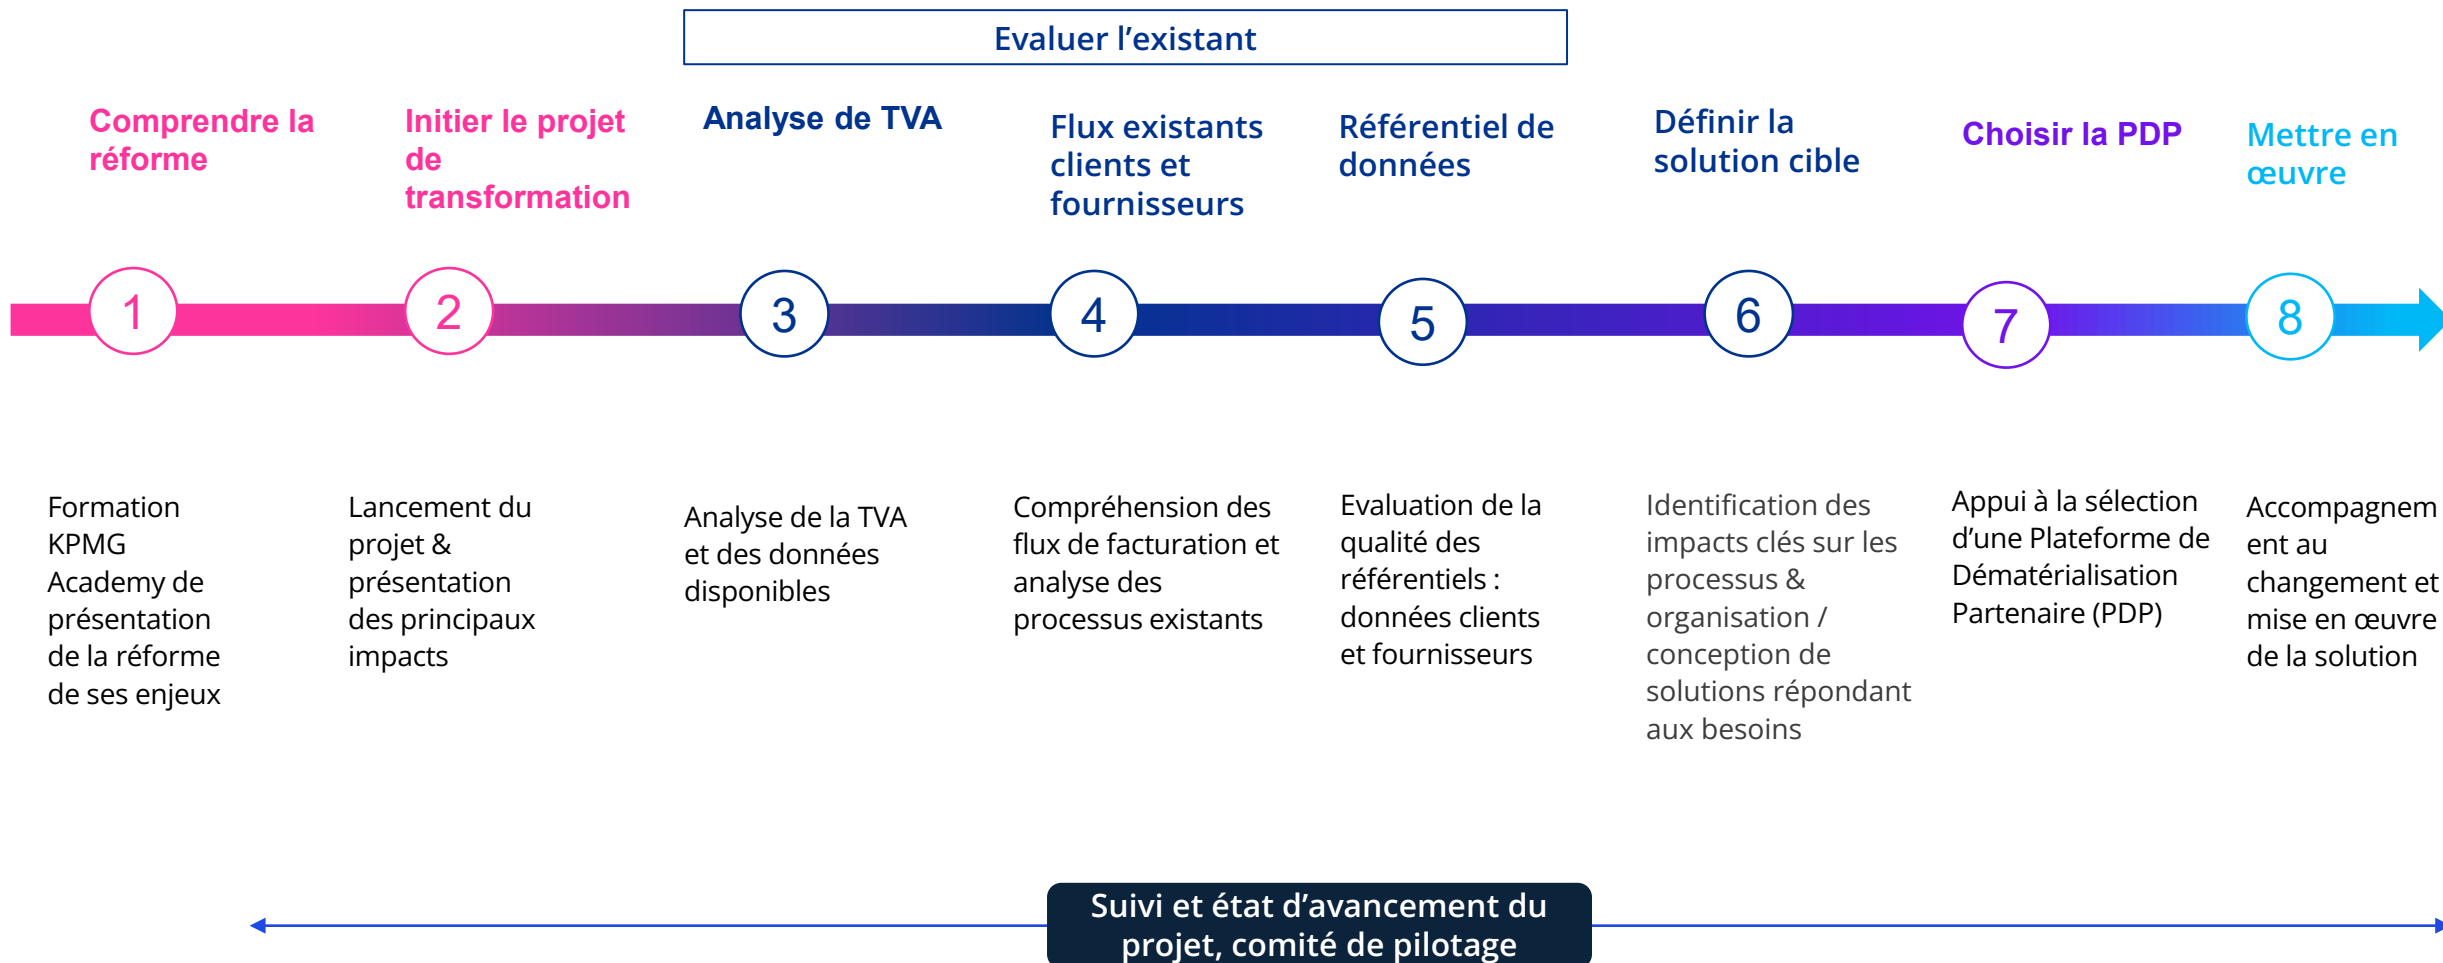 Evaluer l’existant
Comprendre la
réforme
Initier le projet
de
transformation
Analyse de TVA
Flux existants
clients et
fournisseurs
Référentiel de
données
Définir la
solution cible
Choisir la PDP
Mettre en
œuvre
1
2
3
4
5
6
7
8
Formation
KPMG
Academy de
présentation
de la réforme
de ses enjeux
Lancement du
projet &
présentation
des principaux
impacts
Analyse de la TVA
et des données
disponibles
Compréhension des
flux de facturation et
analyse des
processus existants
Evaluation de la
qualité des
référentiels :
données clients
et fournisseurs
Identification des
impacts clés sur les
processus &
organisation /
conception de
solutions répondant
aux besoins
Appui à la sélection
d’une Plateforme de
Dématérialisation
Partenaire (PDP)
Accompagnem
ent au
changement et
mise en œuvre
de la solution
Suivi et état d’avancement du
projet, comité de pilotage